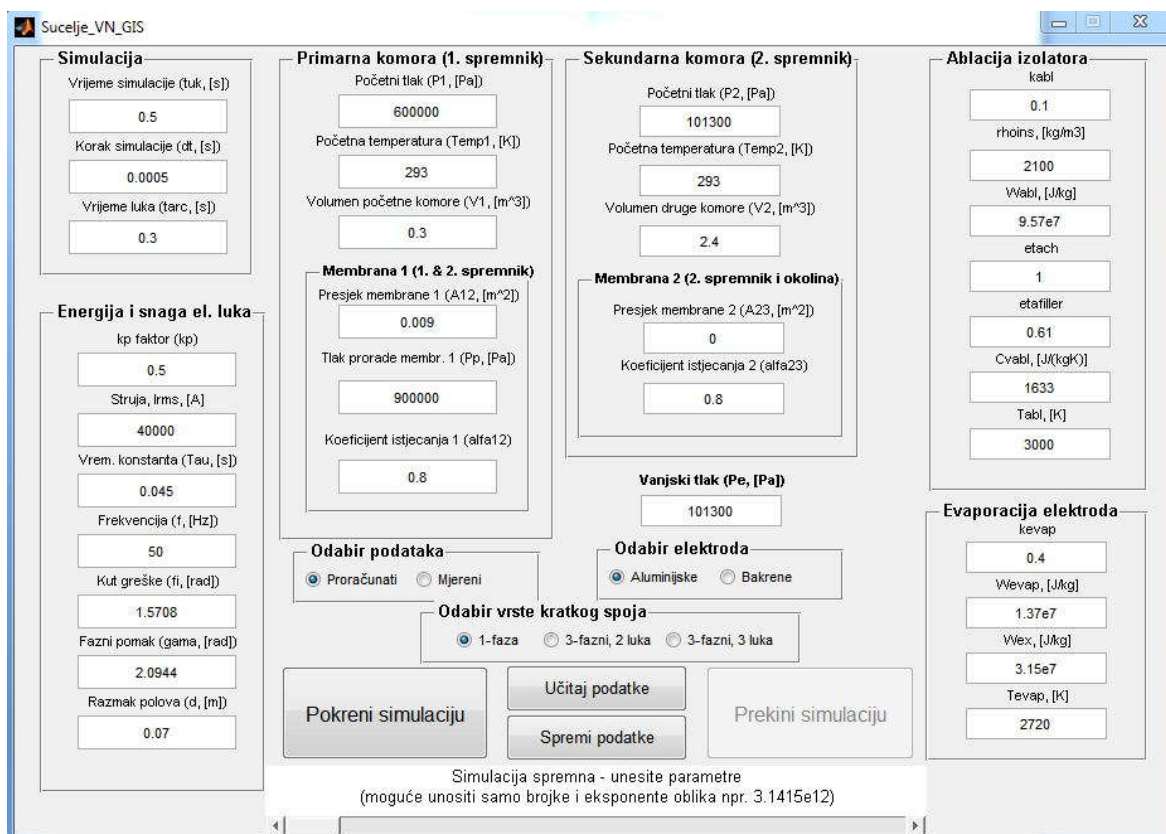 Sucelje_VN_GIS
Simulacija
Vrijeme simulacije (tuk, [s])
0.5
Korak simulacije (dt, [s])
0.0005
Vrijeme luka (tarc, [s])
0.3
Energija i snaga el. luka
kp faktor (kp)
0.5
Struja, Irms, [A]
40000
Vrem. konstanta (Tau, [s])
0.045
Frekvencija (f, [Hz])
50
Kut greške (fi, [rad])
1.5708
Fazni pomak (gama, [rad])
2.0944
Razmak polova (d, [m])
0.07
Primarna komora (1. spremnik)
Početni tlak (P1, [Pa])
600000
Početna temperatura (Temp1, [K])
293
Volumen početne komore (V1, [m^3])
0.3
Membrana 1 (1. & 2. spremnik)
Presjek membrane 1 (A12, [m^2])
0.009
Tlak prorade membr. 1 (Pp, [Pa])
900000
Koeficijent istjecanja 1 (alfa12)
0.8
Sekundarna komora (2. spremnik)
Početni tlak (P2, [Pa])
101300
Početna temperatura (Temp2, [K])
293
Volumen druge komore (V2, [m^3])
2.4
Membrana 2 (2. spremnik i okolina)
Presjek membrane 2 (A23, [m^2])
0
Koeficijent istjecanja 2 (alfa23)
0.8
Vanjski tlak (Pe, [Pa])
101300
Ablacija izolatora
kabl
0.1
rhoins, [kg/m3]
2100
Wabl, [J/kg]
9.57e7
etach
1
etafiller
0.61
Cvabl, [J/(kgK)]
1633
Tabl, [K]
3000
Evaporacija elektroda
kevap
0.4
Wevap, [J/kg]
1.37e7
Wex, [J/kg]
3.15e7
Tevap, [K]
2720
Odabir podataka
Proračunati Mjereni
Odabir elektroda
Aluminijske Bakrene
Odabir vrste kratkog spoja
1-faza 3-fazni, 2 luka 3-fazni, 3 luka
Pokreni simulaciju
Učitaj podatke
Spremi podatke
Prekini simulaciju
Simulacija spremna - unesite parametre
(moguće unositi samo brojke i eksponente oblika npr. 3.1415e12)